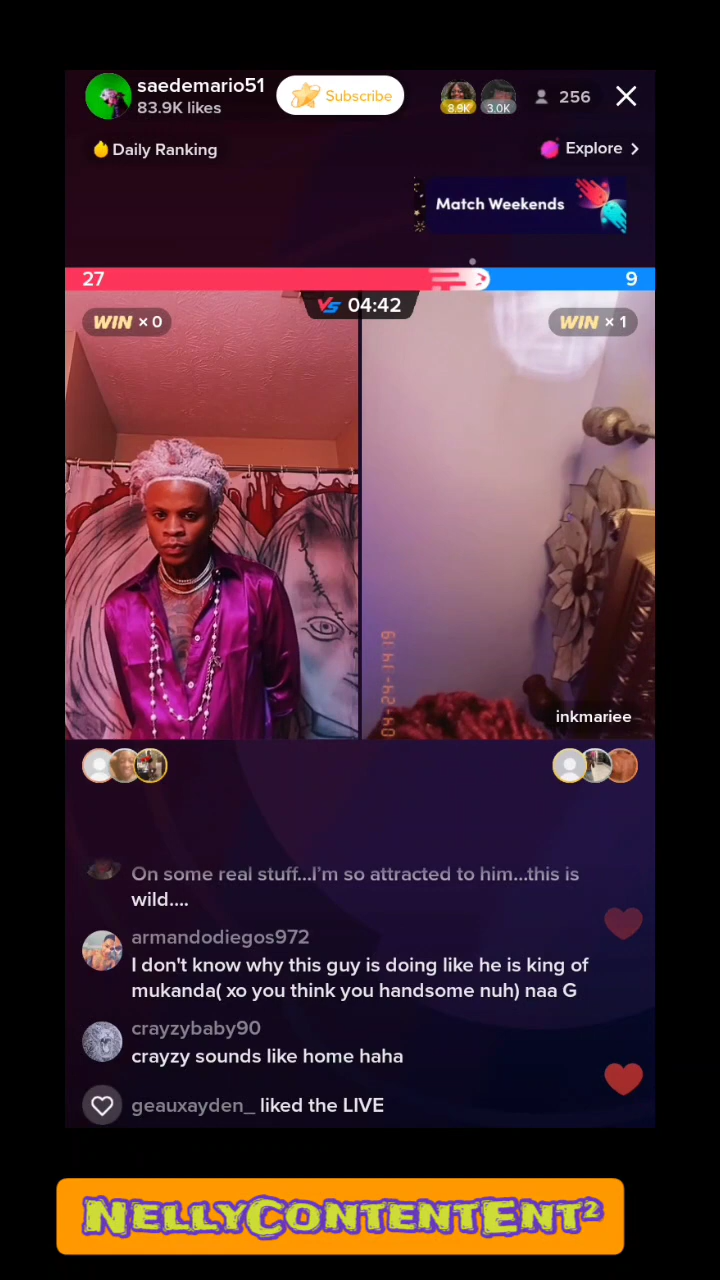 saedemario51
83.9K likes
Subscribe
8.9K
3.0K
256
Daily Ranking
Explore
Match Weekends
27
9
VS 04:42
WIN × 0
WIN × 1
04-24-1419
inkmariee
On some real stuff...I'm so attracted to him...this is
wild....
armandodiegos972
I don't know why this guy is doing like he is king of
mukanda( xo you think you handsome nuh) naa G
crayzybaby90
crayzy sounds like home haha
geauxayden_ liked the LIVE
NELLYCONTENTENT²